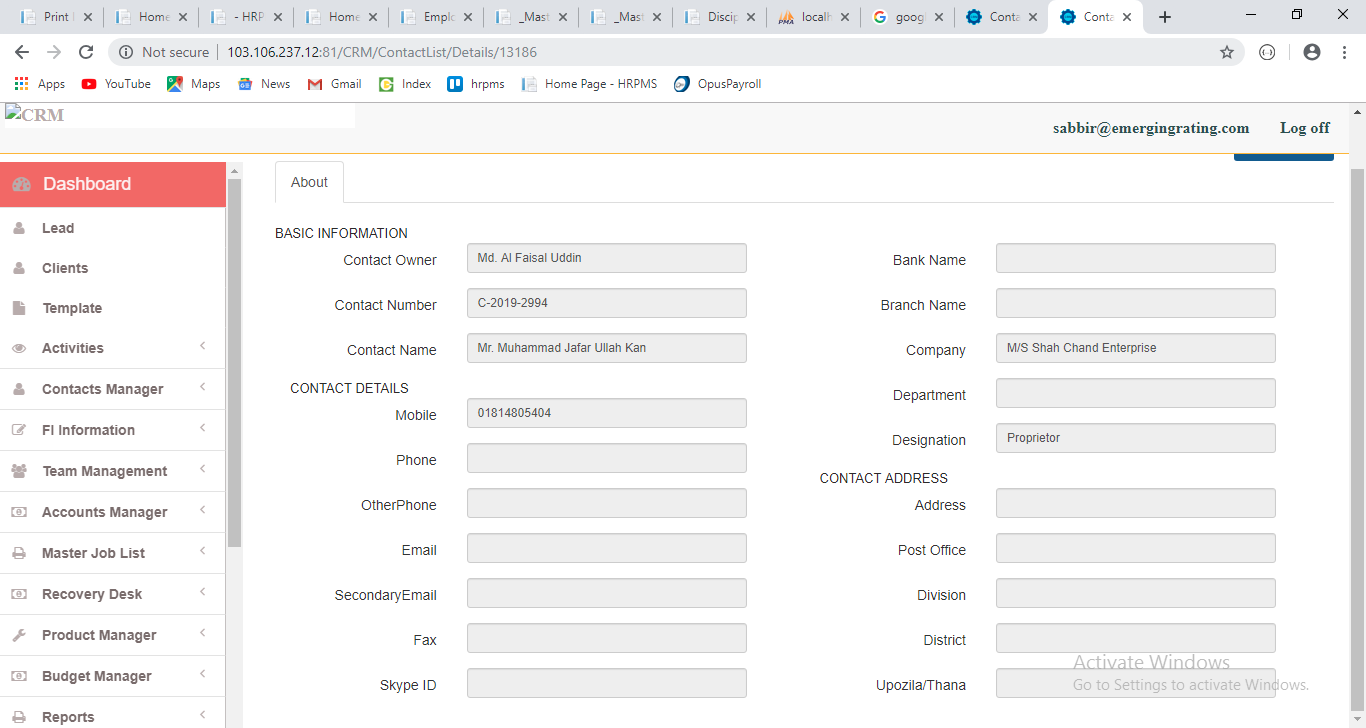 Print Home - HRP Home Emplo _Mast _Mast Discip localh goog Conta Conta
Not secure 103.106.237.12:81/CRM/ContactList/Details/13186
Apps YouTube Maps News Gmail Index hrpms Home Page - HRPMS OpusPayroll
CRM
sabbir@emergingrating.com Log off
Dashboard
Lead
Clients
Template
Activities
Contacts Manager
FI Information
Team Management
Accounts Manager
Master Job List
Recovery Desk
Product Manager
Budget Manager
Reports
About
BASIC INFORMATION
Contact Owner Md. Al Faisal Uddin
Contact Number C-2019-2994
Contact Name Mr. Muhammad Jafar Ullah Kan
CONTACT DETAILS
Mobile 01814805404
Phone
OtherPhone
Email
SecondaryEmail
Fax
Skype ID
Bank Name
Branch Name
Company M/S Shah Chand Enterprise
Department
Designation Proprietor
CONTACT ADDRESS
Address
Post Office
Division
District
Upozila/Thana
Activate Windows
Go to Settings to activate Windows.